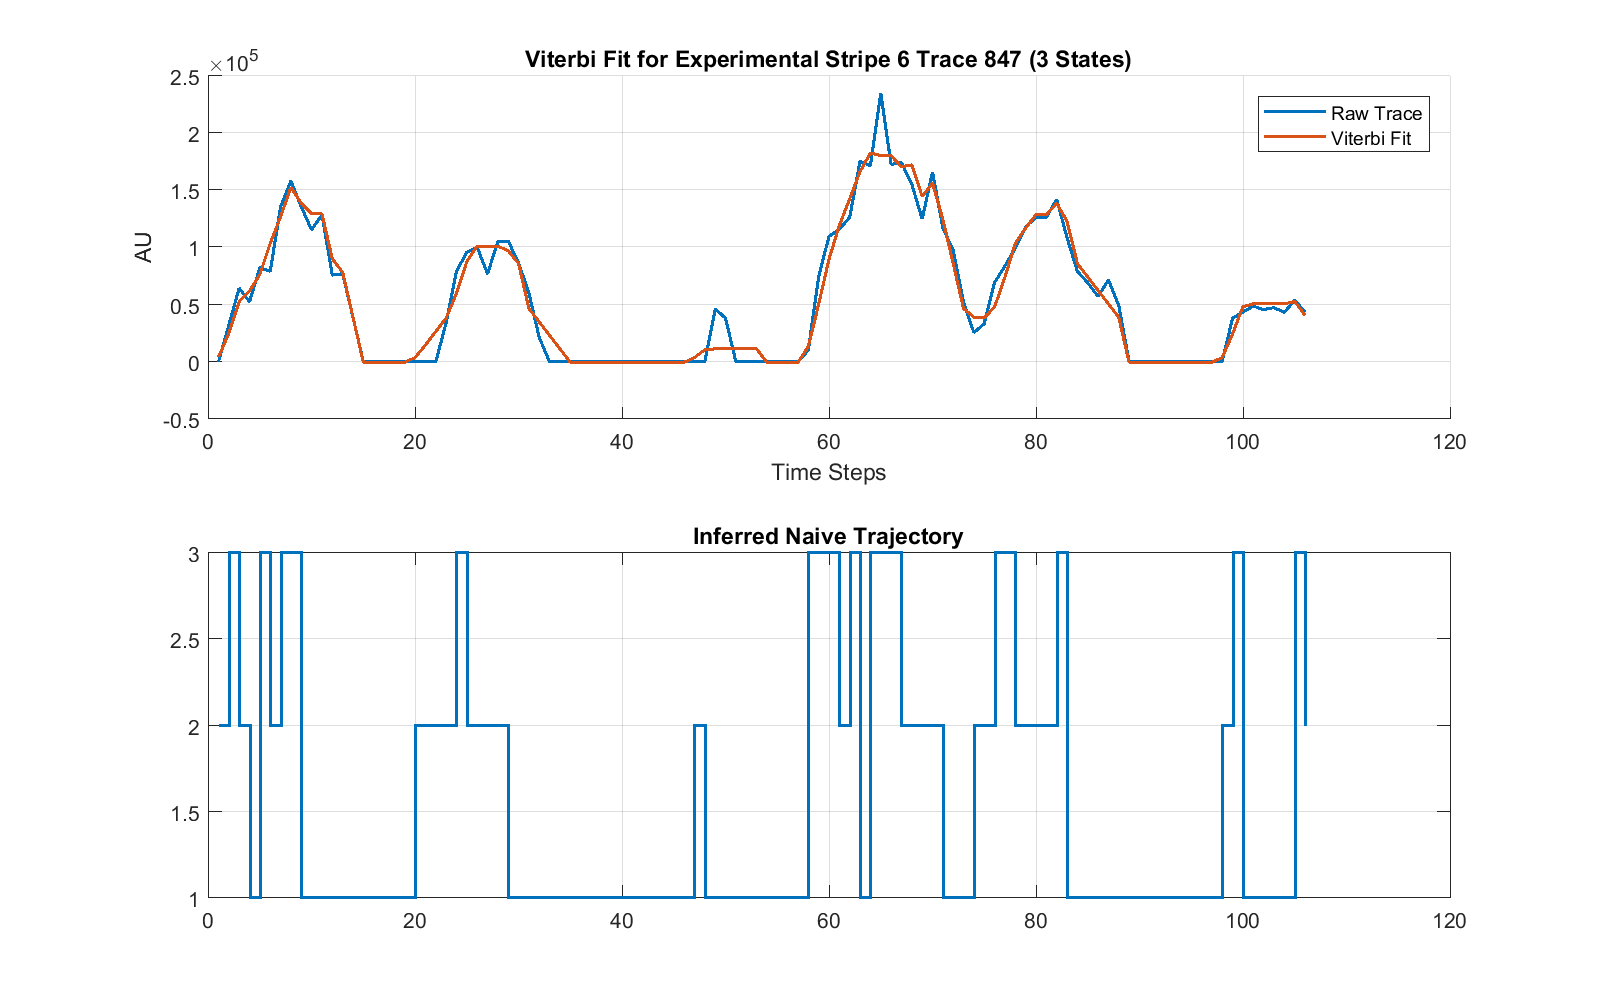 Viterbi Fit for Experimental Stripe 6 Trace 847 (3 States)
×10^5
2.5
2
1.5
1
0.5
0
-0.5
AU
Raw Trace
Viterbi Fit
0 20 40 60 80 100 120
Time Steps
Inferred Naive Trajectory
3
2.5
2
1.5
1
0 20 40 60 80 100 120